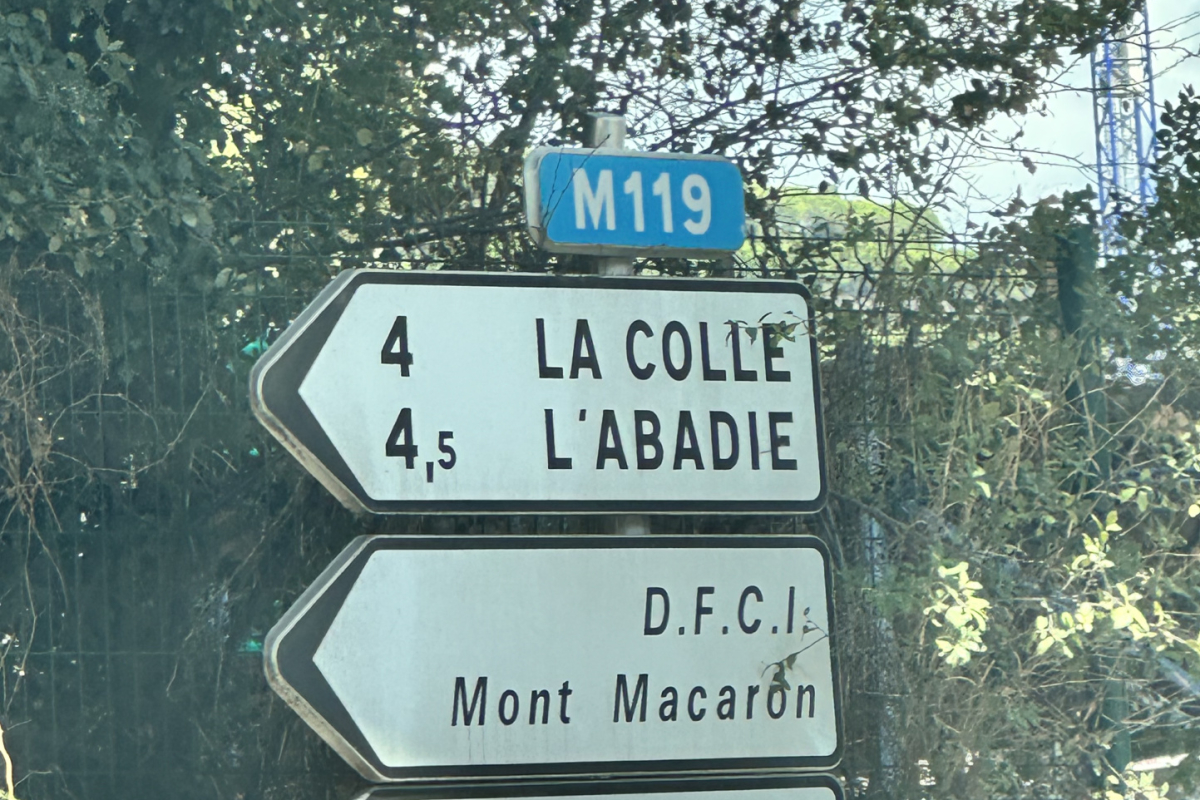 M119
4 LA COLLE
4,5 L'ABADIE
D.F.C.I.
Mont Macaron